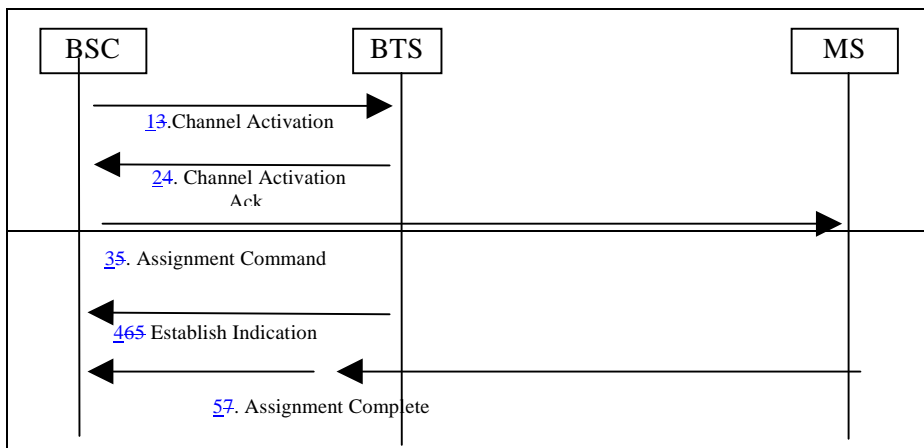 BSC
BTS
MS
13.Channel Activation
24. Channel Activation
Ack
35. Assignment Command
465 Establish Indication
57. Assignment Complete